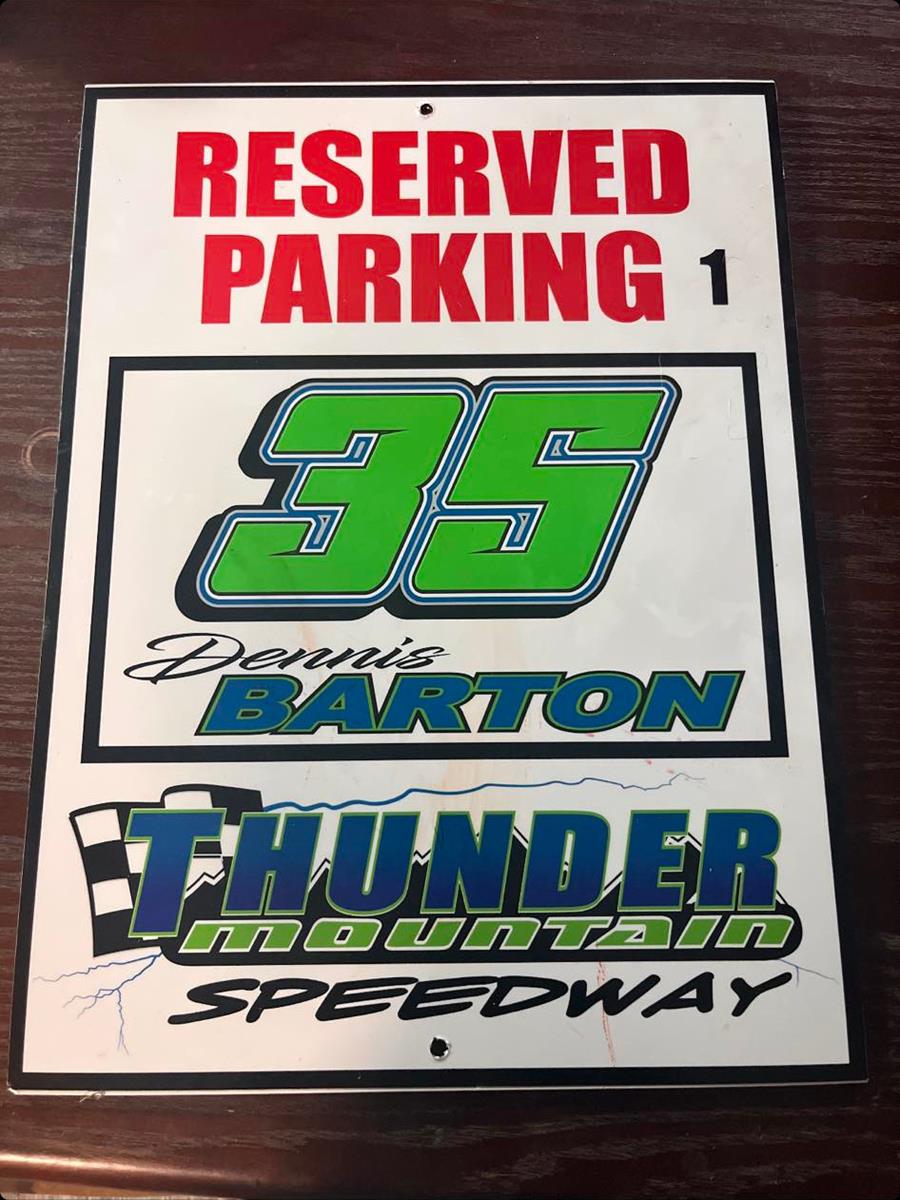 RESERVED
PARKING 1
35
Dennis
BARTON
THUNDER
MOUNTAIN
SPEEDWAY